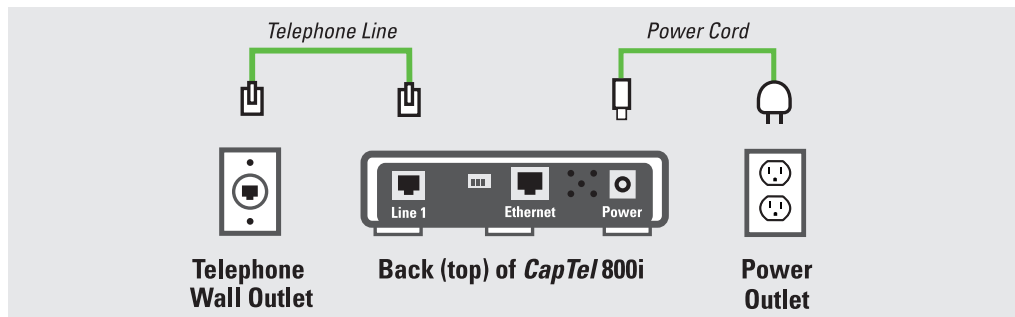 Telephone Line
Power Cord
Line 1
Ethernet
Power
Telephone
Wall Outlet
Back (top) of CapTel 800i
Power
Outlet